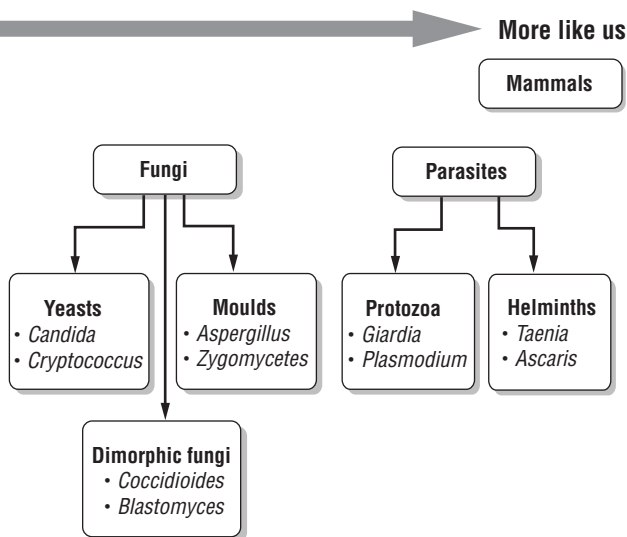 More like us
Mammals
Fungi
Parasites
Yeasts
• Candida
• Cryptococcus
Moulds
• Aspergillus
• Zygomycetes
Protozoa
• Giardia
• Plasmodium
Helminths
• Taenia
• Ascaris
Dimorphic fungi
• Coccidioides
• Blastomyces